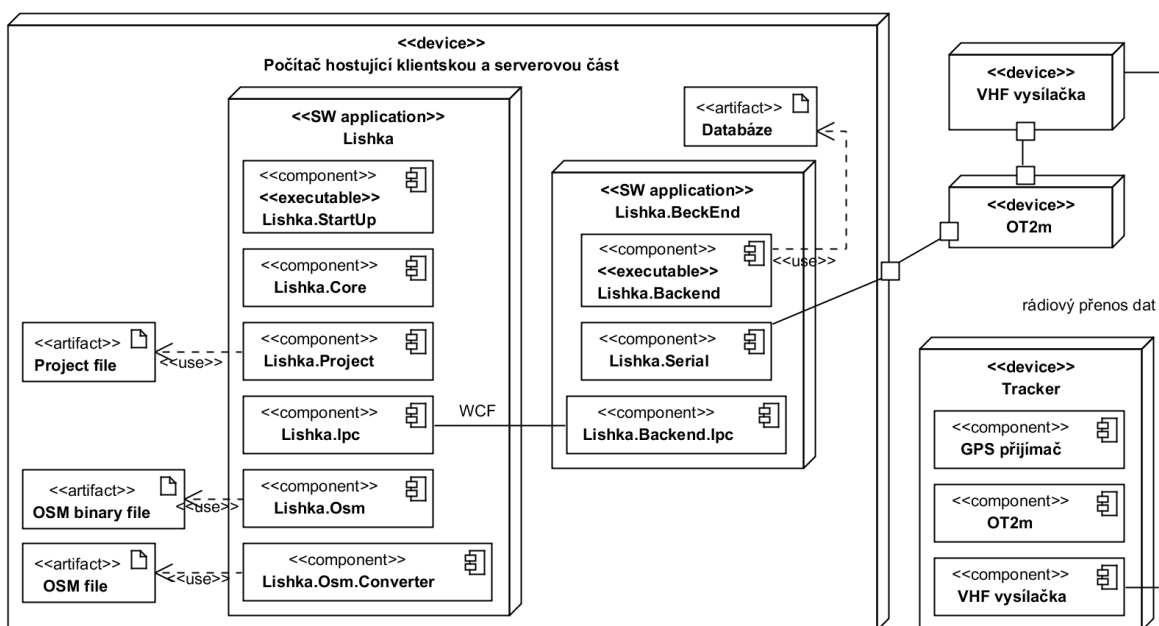 <<device>>
Počítač hostující klientskou a serverovou část
<<SW application>>
Lishka
<<component>>
<<executable>>
Lishka.StartUp
<<component>>
Lishka.Core
<<component>>
Lishka.Project
<<component>>
Lishka.Ipc
<<component>>
Lishka.Osm
<<component>>
Lishka.Osm.Converter
<<artifact>>
Project file
<<use>>
<<artifact>>
OSM binary file
<<use>>
<<artifact>>
OSM file
<<use>>
WCF
<<artifact>>
Databáze
<<SW application>>
Lishka.BeckEnd
<<component>>
<<executable>>
Lishka.Backend
<<use>>
<<component>>
Lishka.Serial
<<component>>
Lishka.Backend.Ipc
<<device>>
VHF vysílačka
<<device>>
OT2m
rádiový přenos dat
<<device>>
Tracker
<<component>>
GPS přijímač
<<component>>
OT2m
<<component>>
VHF vysílačka